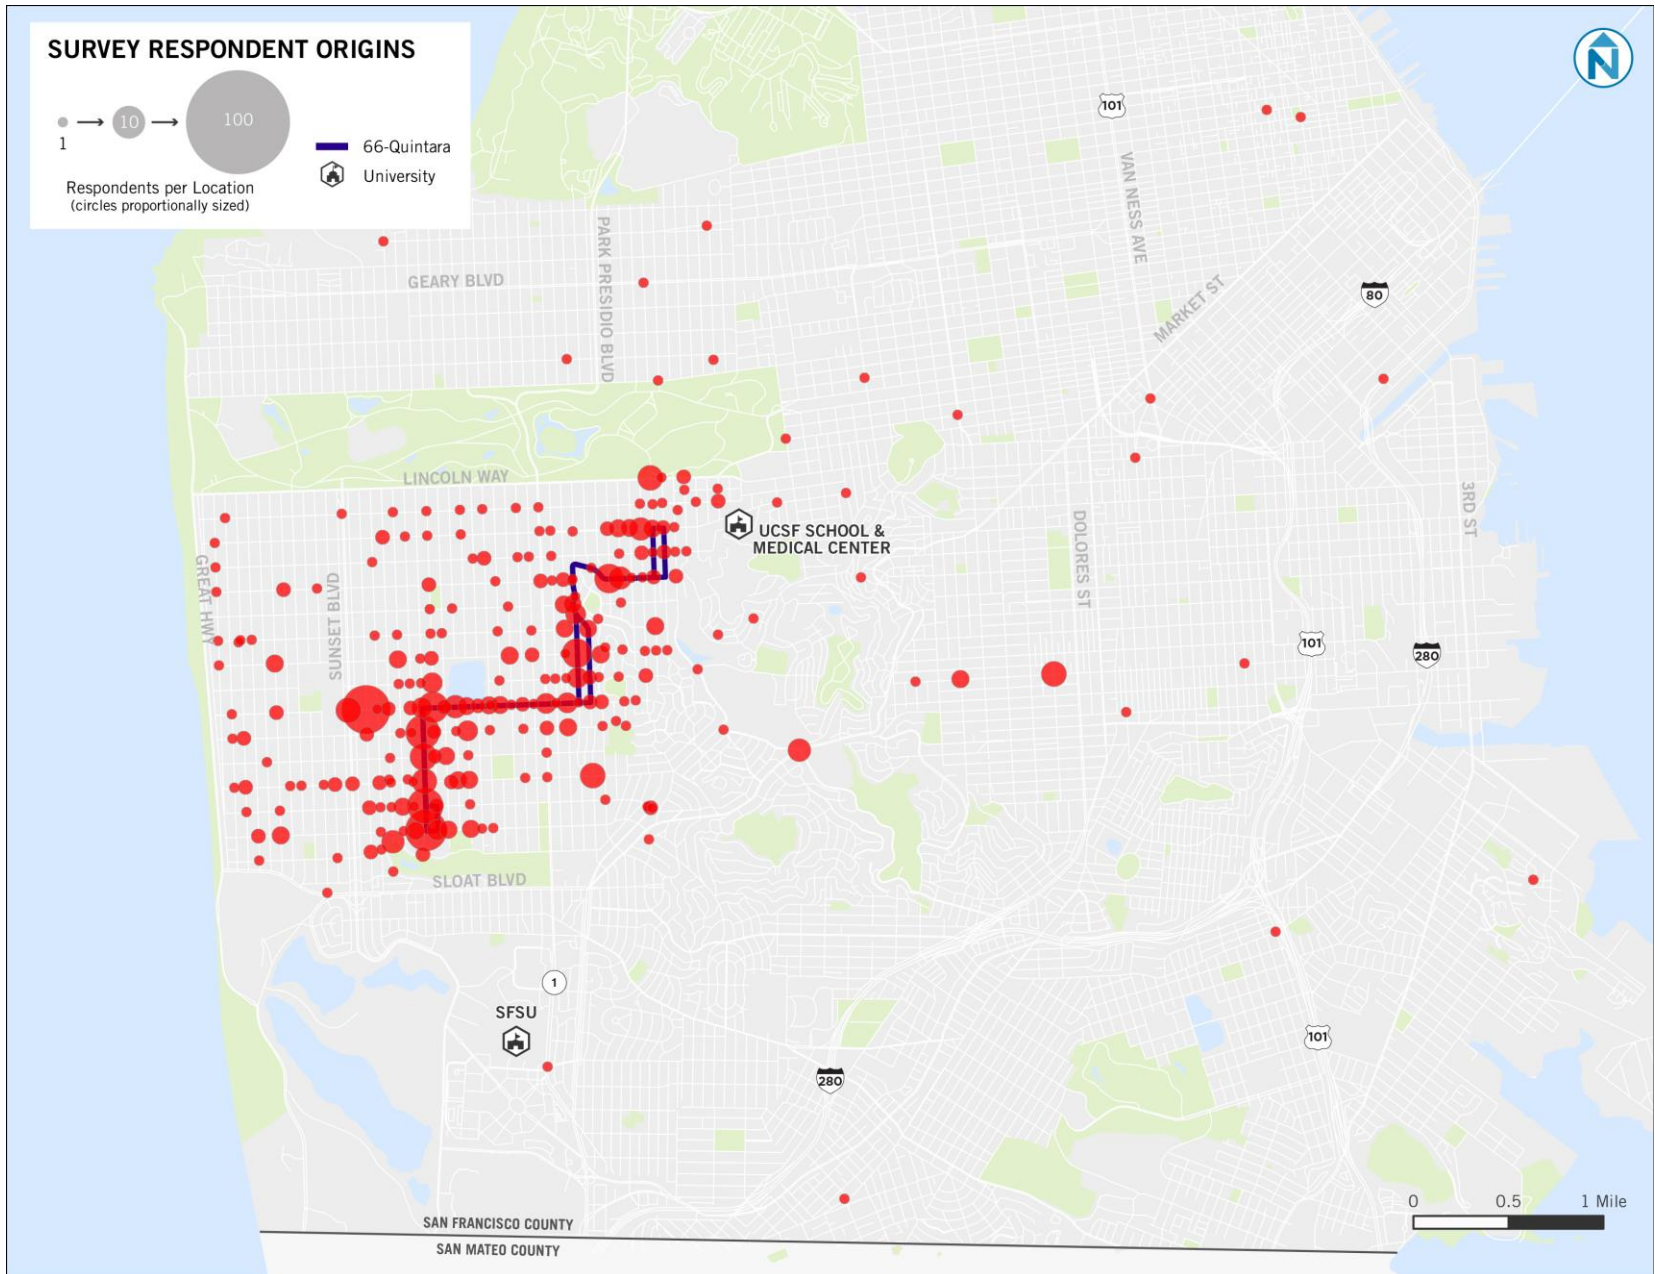 SURVEY RESPONDENT ORIGINS
1
10
100
Respondents per Location
(circles proportionally sized)
66-Quintara
University
N
101
VAN NESS AVE
PARK PRESIDIO BLVD
GEARY BLVD
MARKET ST
80
LINCOLN WAY
3RD ST
UCSF SCHOOL &
MEDICAL CENTER
DOLORES ST
GREAT HWY
SUNSET BLVD
101
280
SLOAT BLVD
1
SFSU
101
280
0 0.5 1 Mile
SAN FRANCISCO COUNTY
SAN MATEO COUNTY